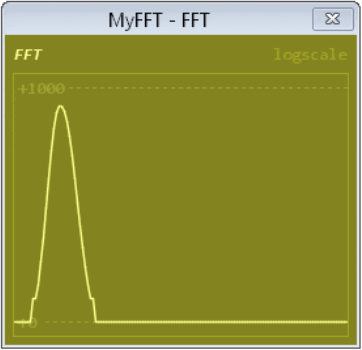 MyFFT - FFT
FFT logscale
+1000
+0